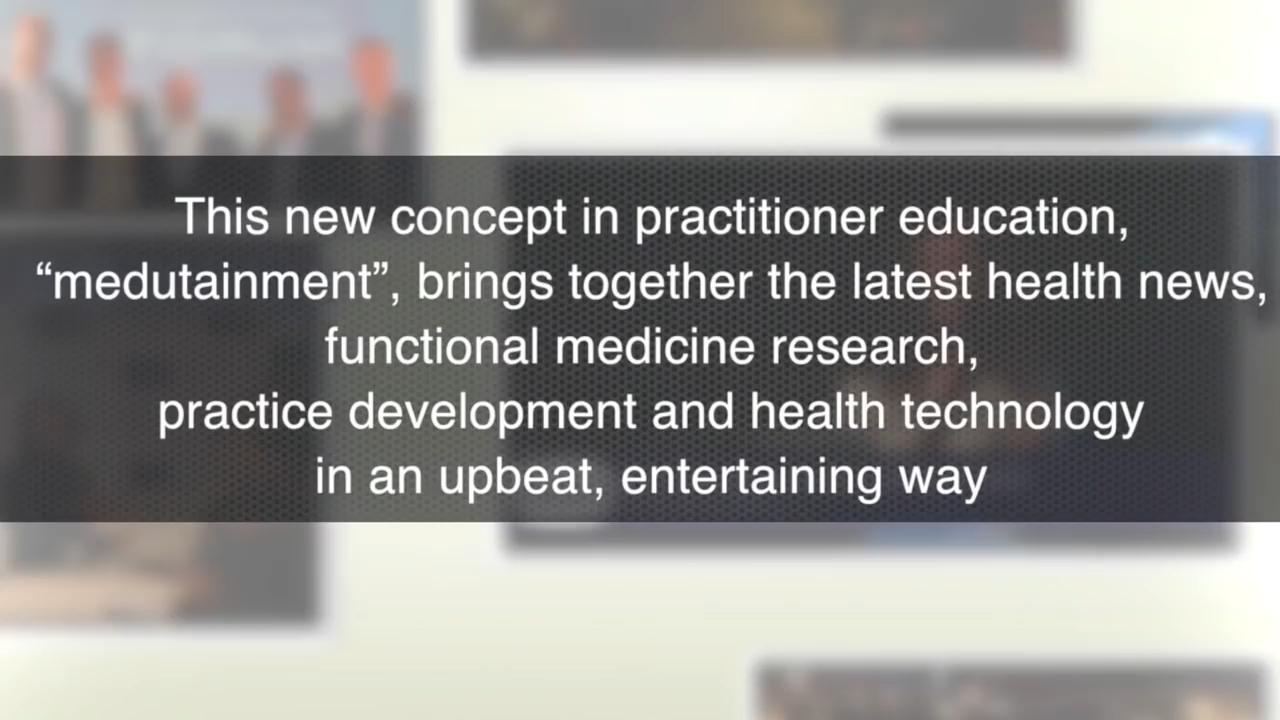 This new concept in practitioner education,
“medutainment”, brings together the latest health news,
functional medicine research,
practice development and health technology
in an upbeat, entertaining way